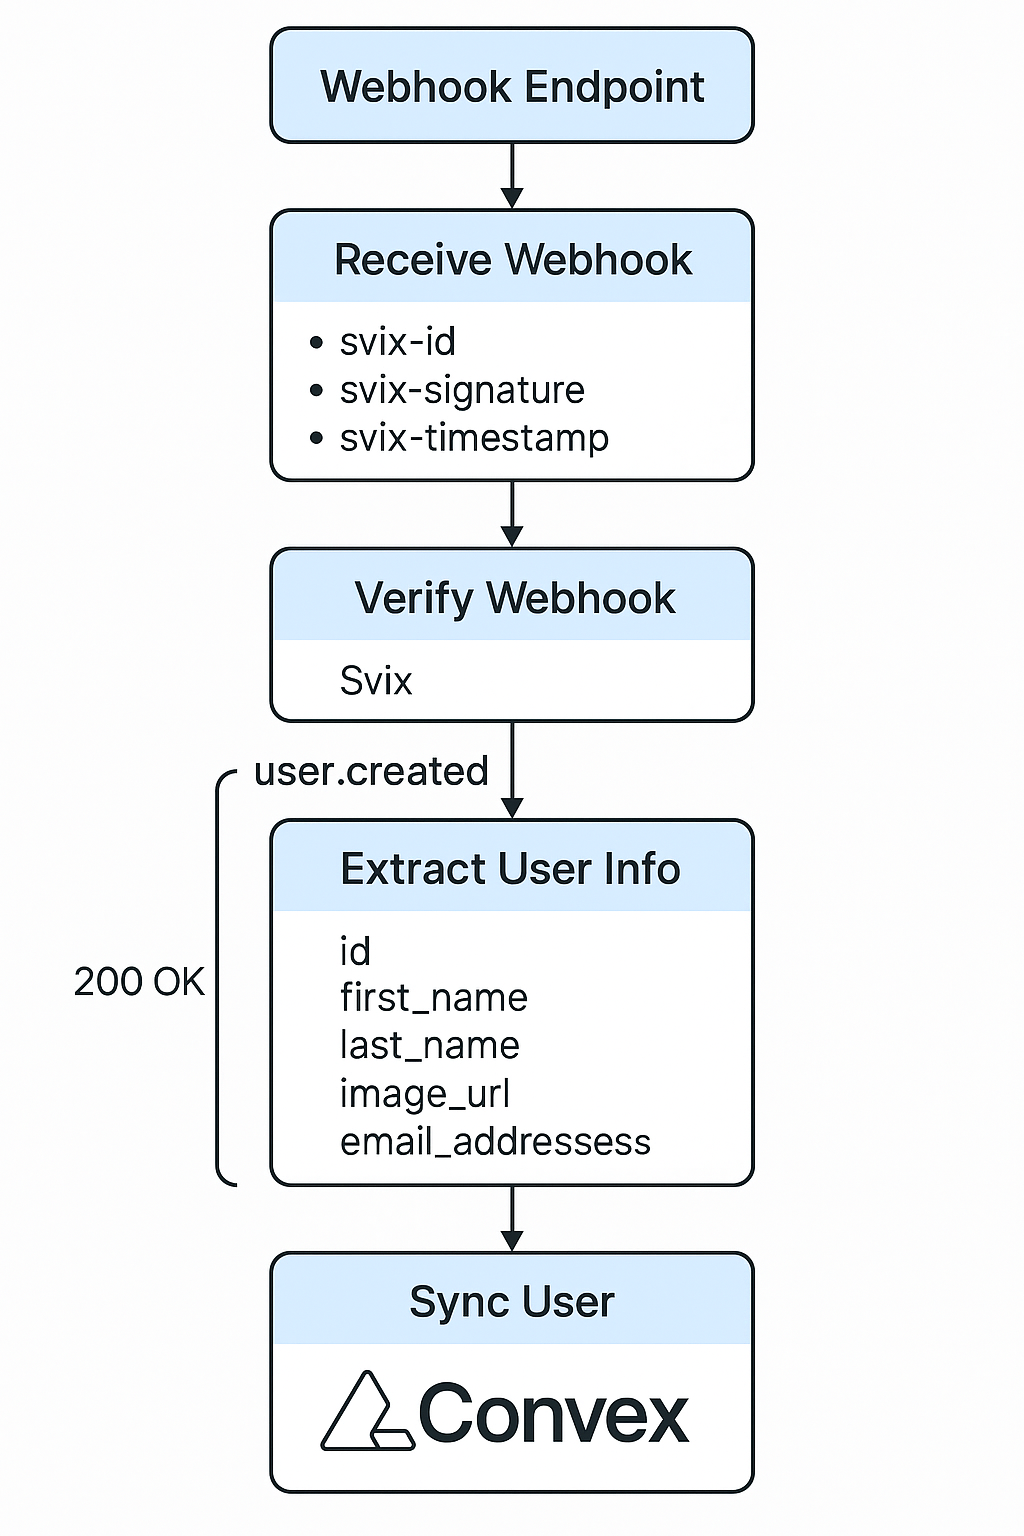 Webhook Endpoint
Receive Webhook
• svix-id
• svix-signature
• svix-timestamp
Verify Webhook
Svix
user.created
Extract User Info
200 OK
id
first_name
last_name
image_url
email_addressess
Sync User
Convex